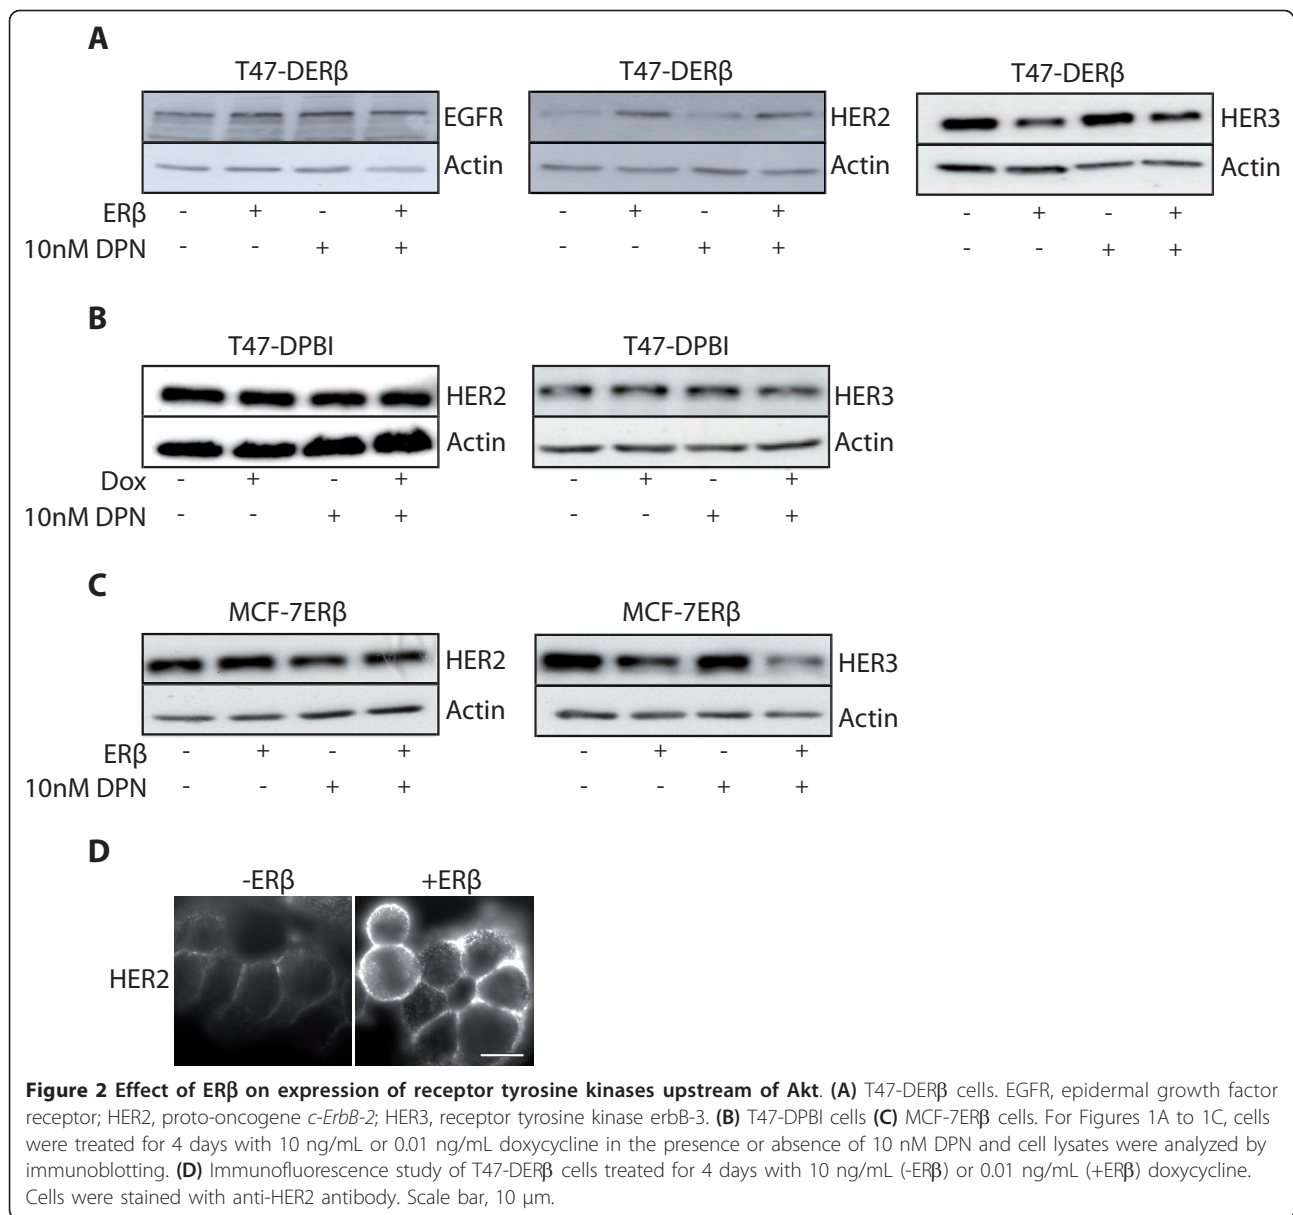 A
T47-DERβ T47-DERβ T47-DERβ
EGFR HER2 HER3
Actin Actin Actin
ERβ - + - + - + - + - + - +
10nM DPN - - + + - - + + - - + +
B
T47-DPBI T47-DPBI
HER2 HER3
Actin Actin
Dox - + - + - + - +
10nM DPN - - + + - - + +
C
MCF-7ERβ MCF-7ERβ
HER2 HER3
Actin Actin
ERβ - + - + - + - +
10nM DPN - - + + - - + +
D
-ERβ +ERβ
HER2
Figure 2 Effect of ERβ on expression of receptor tyrosine kinases upstream of Akt. (A) T47-DERβ cells. EGFR, epidermal growth factor
receptor; HER2, proto-oncogene c-ErbB-2; HER3, receptor tyrosine kinase erbB-3. (B) T47-DPBI cells (C) MCF-7ERβ cells. For Figures 1A to 1C, cells
were treated for 4 days with 10 ng/mL or 0.01 ng/mL doxycycline in the presence or absence of 10 nM DPN and cell lysates were analyzed by
immunoblotting. (D) Immunofluorescence study of T47-DERβ cells treated for 4 days with 10 ng/mL (-ERβ) or 0.01 ng/mL (+ERβ) doxycycline.
Cells were stained with anti-HER2 antibody. Scale bar, 10 μm.